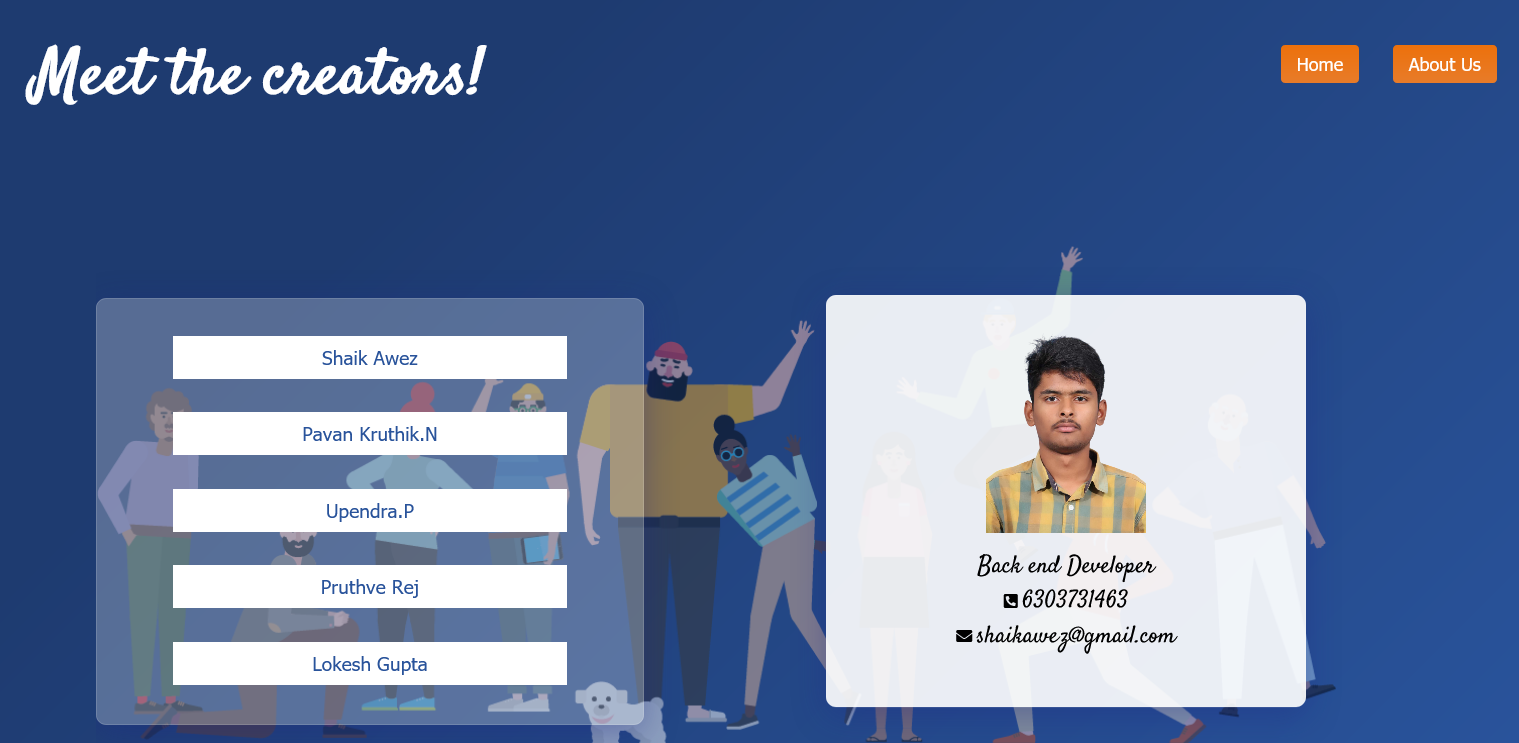 Meet the creators!
Home
About Us
Shaik Awez
Pavan Kruthik.N
Upendra.P
Pruthve Rej
Lokesh Gupta
Back end Developer
6303731463
shaikawez@gmail.com